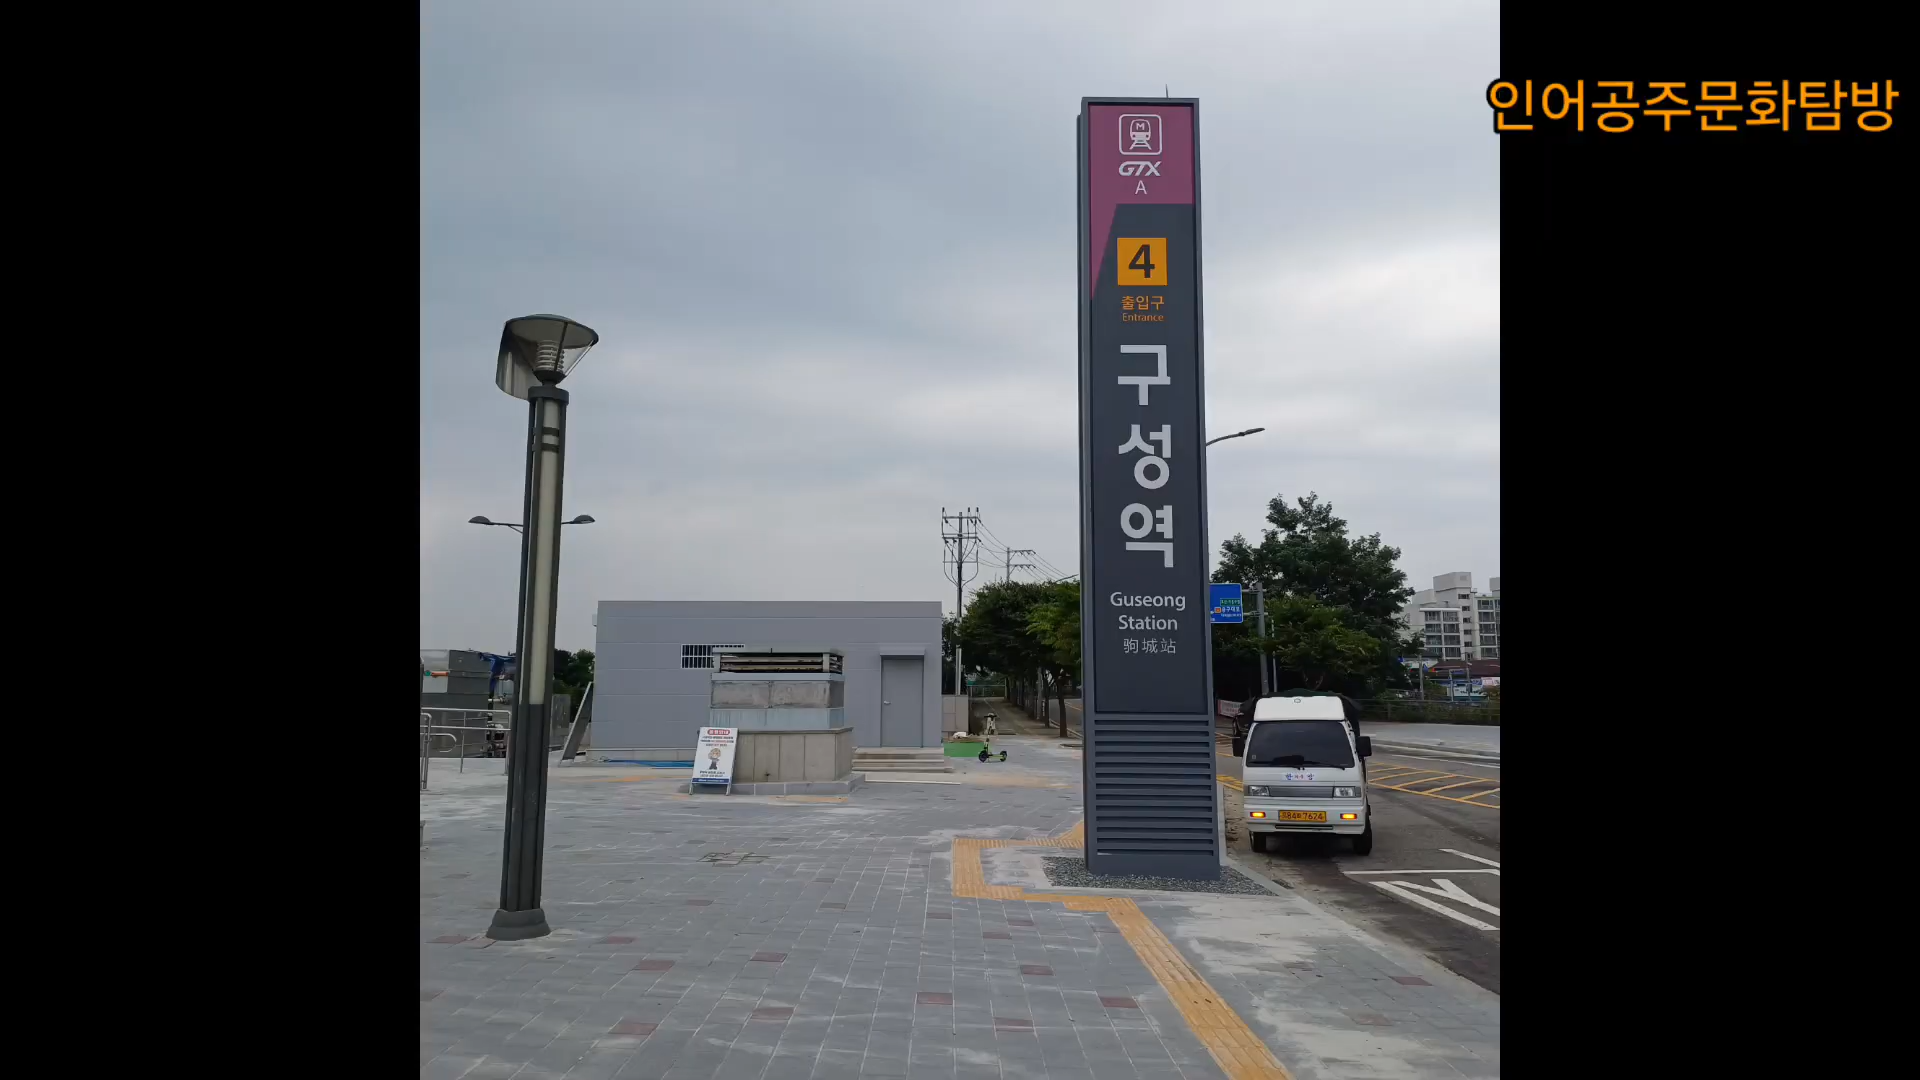 인어공주문화탐방
M
GTX
A
4
출입구
Entrance
구
성
역
Guseong
Station
驹城站